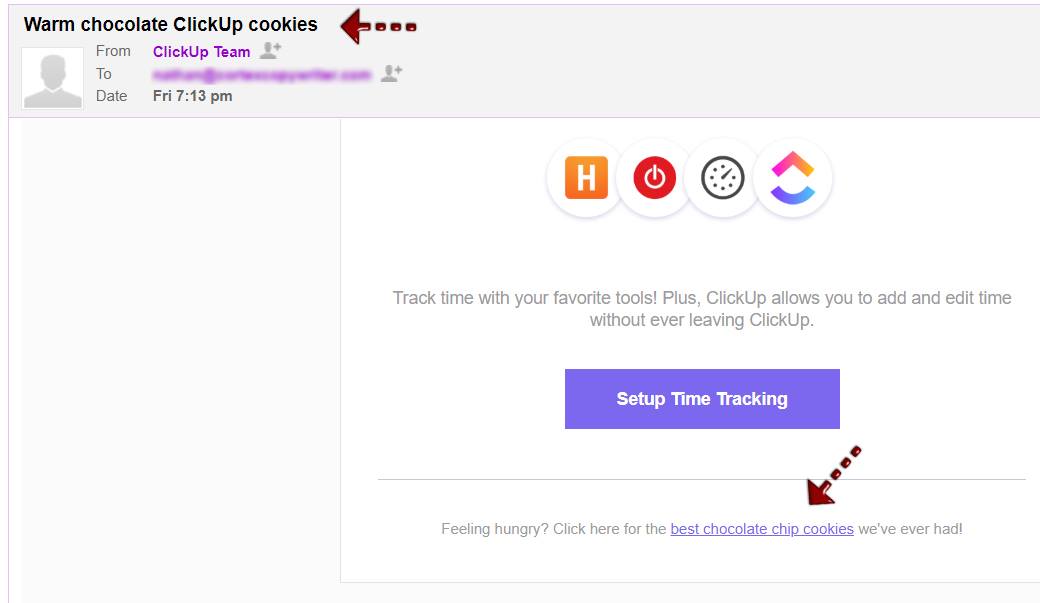 Warm chocolate ClickUp cookies
From ClickUp Team
To
Date Fri 7:13 pm
H
Track time with your favorite tools! Plus, ClickUp allows you to add and edit time
without ever leaving ClickUp.
Setup Time Tracking
Feeling hungry? Click here for the best chocolate chip cookies we've ever had!